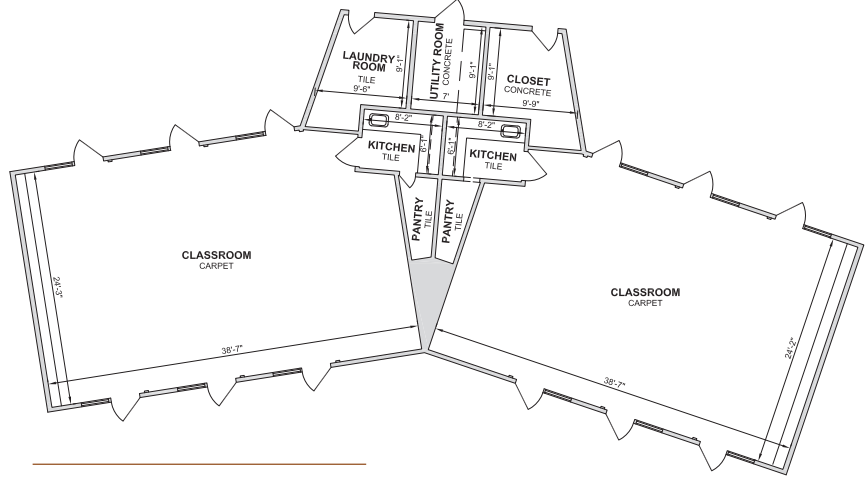 LAUNDRY
ROOM
TILE
9'-6"
9'-1"
UTILITY ROOM
CONCRETE
7'
9'-1"
9'-1"
CLOSET
CONCRETE
9'-9"
8'-2"
KITCHEN
TILE
6'-1"
8'-2"
6'-1"
KITCHEN
TILE
PANTRY
TILE
PANTRY
TILE
CLASSROOM
CARPET
24'-3"
38'-7"
CLASSROOM
CARPET
24'-2"
38'-7"